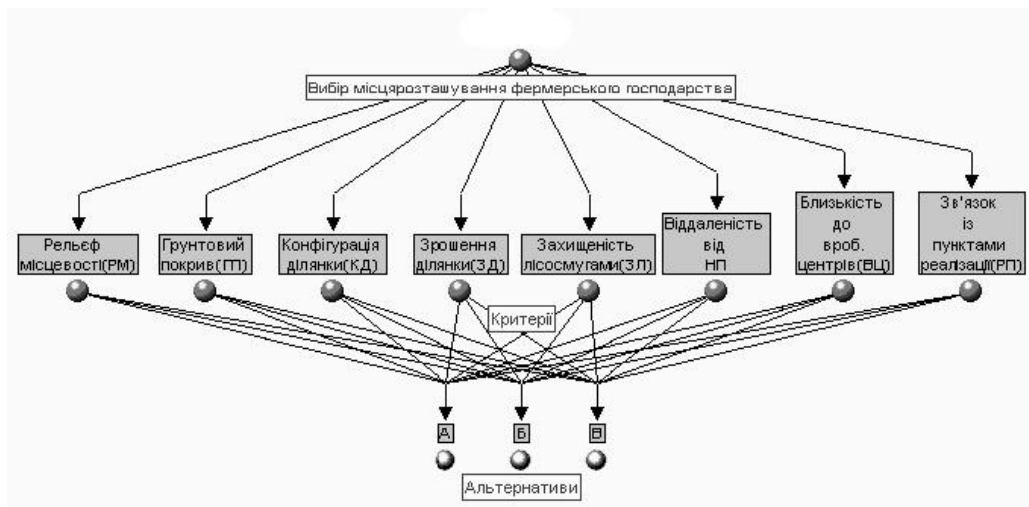 Вибір місцярозташування фермерського господарства
Рельєф
місцевості(РМ)
Грунтовий
покрив(ГП)
Конфігурація
ділянки(КД)
Зрошення
ділянки(ЗД)
Захищеність
лісосмугами(ЗЛ)
Віддаленість
від
НП
Близькість
до
вроб.
центрів(ВЦ)
Зв'язок
із
пунктами
реалізації(РП)
Критерії
А
Б
В
Альтернативи